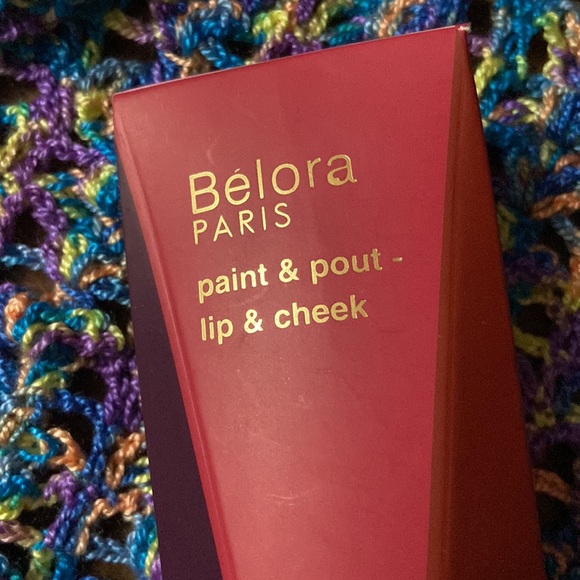 Bélora
PARIS
paint & pout -
lip & cheek